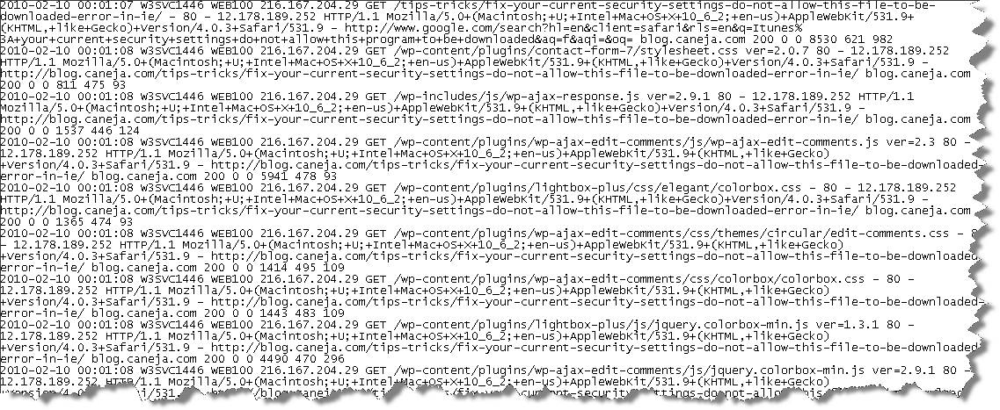 2010-02-10 00:01:07 W3SVC1446 WEB100 216.167.204.29 GET /tips-tricks/fix-your-current-security-settings-do-not-allow-this-file-to-be-
downloaded-error-in-ie/ - 80 - 12.178.189.252 HTTP/1.1 Mozilla/5.0+(Macintosh;+U;+Intel+Mac+OS+X+10_6_2;+en-us)+AppleWebKit/531.9+
(KHTML,+like+Gecko)+Version/4.0.3+Safari/531.9 - http://www.google.com/search?hl=en&client=safari&rls=en&q=Itunes%
3A+your+current+security+settings+do+not+allow+this+program+to+be+downloaded&aq=f&aqi=&oq= blog.caneja.com 200 0 0 8530 621 982
2010-02-10 00:01:08 W3SVC1446 WEB100 216.167.204.29 GET /wp-content/plugins/contact-form-7/stylesheet.css ver=2.0.7 80 - 12.178.189.252
HTTP/1.1 Mozilla/5.0+(Macintosh;+U;+Intel+Mac+OS+X+10_6_2;+en-us)+AppleWebKit/531.9+(KHTML,+like+Gecko)+Version/4.0.3+Safari/531.9 -
http://blog.caneja.com/tips-tricks/fix-your-current-security-settings-do-not-allow-this-file-to-be-downloaded-error-in-ie/ blog.caneja.com
200 0 0 811 475 93
2010-02-10 00:01:08 W3SVC1446 WEB100 216.167.204.29 GET /wp-includes/js/wp-ajax-response.js ver=2.9.1 80 - 12.178.189.252 HTTP/1.1
Mozilla/5.0+(Macintosh;+U;+Intel+Mac+OS+X+10_6_2;+en-us)+AppleWebKit/531.9+(KHTML,+like+Gecko)+Version/4.0.3+Safari/531.9 -
http://blog.caneja.com/tips-tricks/fix-your-current-security-settings-do-not-allow-this-file-to-be-downloaded-error-in-ie/ blog.caneja.com
200 0 0 1537 446 124
2010-02-10 00:01:08 W3SVC1446 WEB100 216.167.204.29 GET /wp-content/plugins/wp-ajax-edit-comments/js/wp-ajax-edit-comments.js ver=2.3 80 -
12.178.189.252 HTTP/1.1 Mozilla/5.0+(Macintosh;+U;+Intel+Mac+OS+X+10_6_2;+en-us)+AppleWebKit/531.9+(KHTML,+like+Gecko)
+Version/4.0.3+Safari/531.9 - http://blog.caneja.com/tips-tricks/fix-your-current-security-settings-do-not-allow-this-file-to-be-downloaded-
error-in-ie/ blog.caneja.com 200 0 0 5941 478 93
2010-02-10 00:01:08 W3SVC1446 WEB100 216.167.204.29 GET /wp-content/plugins/lightbox-plus/css/elegant/colorbox.css - 80 - 12.178.189.252
HTTP/1.1 Mozilla/5.0+(Macintosh;+U;+Intel+Mac+OS+X+10_6_2;+en-us)+AppleWebKit/531.9+(KHTML,+like+Gecko)+Version/4.0.3+Safari/531.9 -
http://blog.caneja.com/tips-tricks/fix-your-current-security-settings-do-not-allow-this-file-to-be-downloaded-error-in-ie/ blog.caneja.com
200 0 0 1365 474 93
2010-02-10 00:01:08 W3SVC1446 WEB100 216.167.204.29 GET /wp-content/plugins/wp-ajax-edit-comments/css/themes/circular/edit-comments.css -
- 12.178.189.252 HTTP/1.1 Mozilla/5.0+(Macintosh;+U;+Intel+Mac+OS+X+10_6_2;+en-us)+AppleWebKit/531.9+(KHTML,+like+Gecko)
+Version/4.0.3+Safari/531.9 - http://blog.caneja.com/tips-tricks/fix-your-current-security-settings-do-not-allow-this-file-to-be-downloaded
error-in-ie/ blog.caneja.com 200 0 0 1414 495 109
2010-02-10 00:01:08 W3SVC1446 WEB100 216.167.204.29 GET /wp-content/plugins/wp-ajax-edit-comments/css/colorbox/colorbox.css - 80 -
12.178.189.252 HTTP/1.1 Mozilla/5.0+(Macintosh;+U;+Intel+Mac+OS+X+10_6_2;+en-us)+AppleWebKit/531.9+(KHTML,+like+Gecko)
+Version/4.0.3+Safari/531.9 - http://blog.caneja.com/tips-tricks/fix-your-current-security-settings-do-not-allow-this-file-to-be-downloaded-
error-in-ie/ blog.caneja.com 200 0 0 1443 483 109
2010-02-10 00:01:08 W3SVC1446 WEB100 216.167.204.29 GET /wp-content/plugins/lightbox-plus/js/jquery.colorbox-min.js ver=1.3.1 80 -
12.178.189.252 HTTP/1.1 Mozilla/5.0+(Macintosh;+U;+Intel+Mac+OS+X+10_6_2;+en-us)+AppleWebKit/531.9+(KHTML,+like+Gecko)
+Version/4.0.3+Safari/531.9 - http://blog.caneja.com/tips-tricks/fix-your-current-security-settings-do-not-allow-this-file-to-be-downloaded-
error-in-ie/ blog.caneja.com 200 0 0 4490 470 296
2010-02-10 00:01:08 W3SVC1446 WEB100 216.167.204.29 GET /wp-content/plugins/wp-ajax-edit-comments/js/jquery.colorbox-min.js ver=2.9.1 80 -
12.178.189.252 HTTP/1.1 Mozilla/5.0+(Macintosh;+U;+Intel+Mac+OS+X+10_6_2;+en-us)+AppleWebKit/531.9+(KHTML,+like+Gecko)